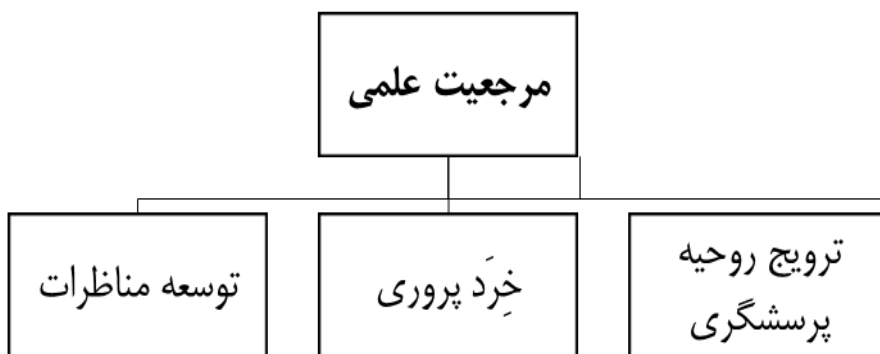 مرجعیت علمی
ترویج روحیه
پرسشگری
خِرَد پروری
توسعه مناظرات